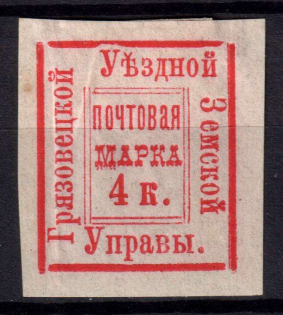 Грязовецкой
Уѣздной
Земской
Управы.
ПОЧТОВАЯ
МАРКА
4 к.